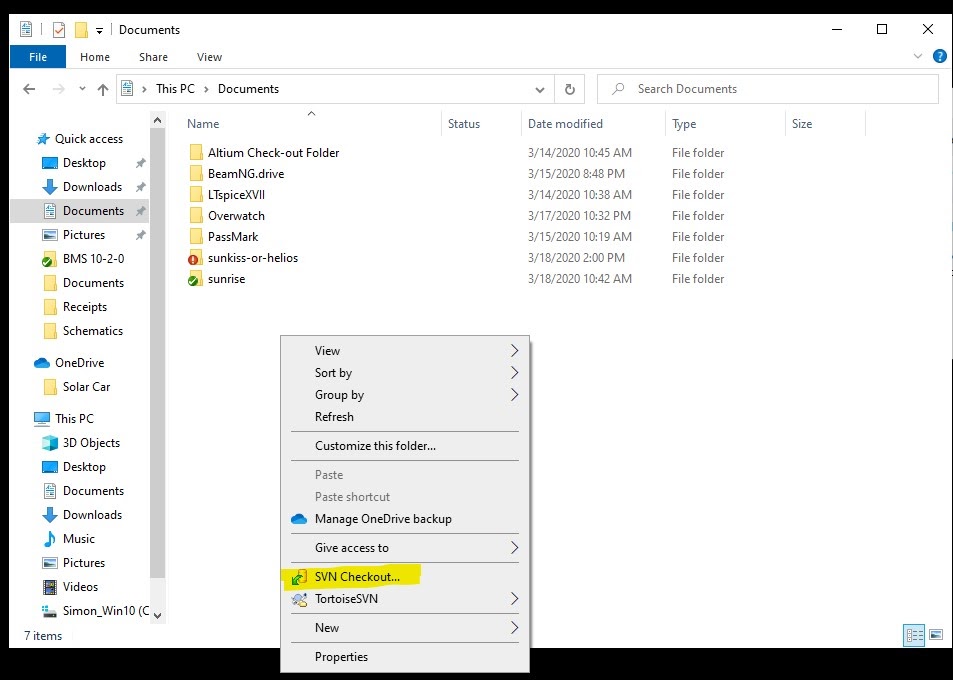 Documents
File Home Share View
This PC Documents
Search Documents
Name Status Date modified Type Size
Quick access
Desktop
Downloads
Documents
Pictures
BMS 10-2-0
Documents
Receipts
Schematics
OneDrive
Solar Car
This PC
3D Objects
Desktop
Documents
Downloads
Music
Pictures
Videos
Simon_Win10 (C
Altium Check-out Folder 3/14/2020 10:45 AM File folder
BeamNG.drive 3/15/2020 8:48 PM File folder
LTspiceXVII 3/14/2020 10:38 AM File folder
Overwatch 3/17/2020 10:32 PM File folder
PassMark 3/15/2020 10:19 AM File folder
sunkiss-or-helios 3/18/2020 2:00 PM File folder
sunrise 3/18/2020 10:42 AM File folder
View
Sort by
Group by
Refresh
Customize this folder...
Paste
Paste shortcut
Manage OneDrive backup
Give access to
SVN Checkout...
TortoiseSVN
New
Properties
7 items